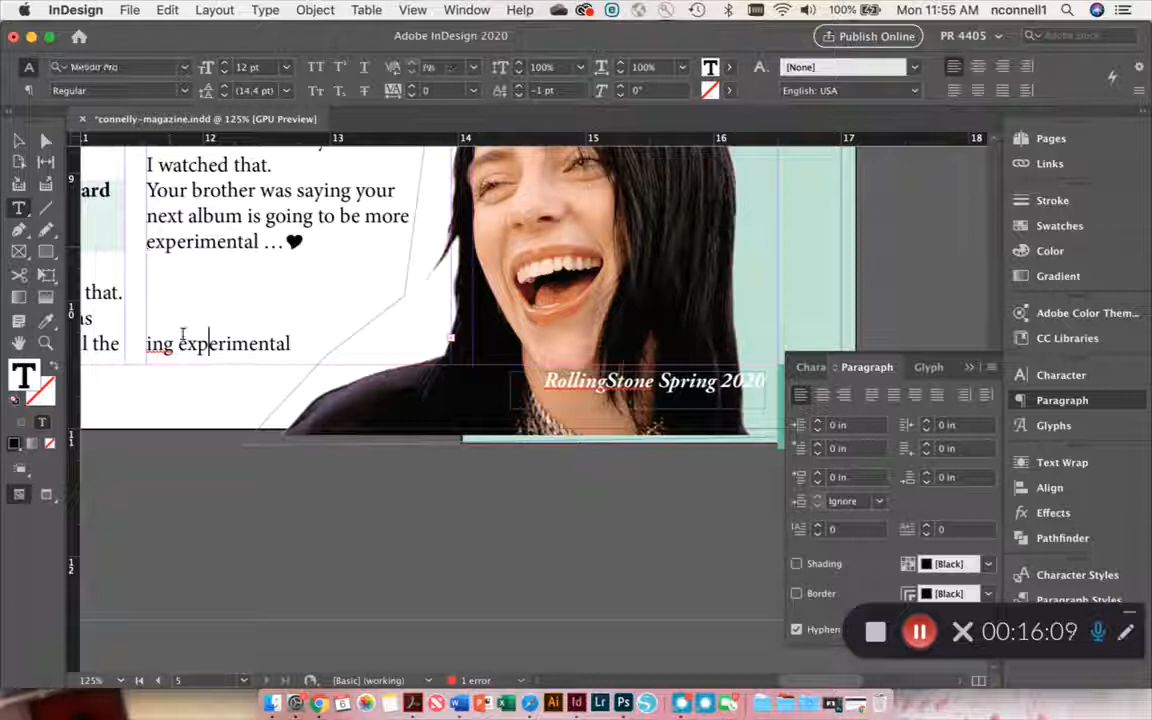 InDesign File Edit Layout Type Object Table View Window Help 100% Mon 11:55 AM nconnell1
Adobe InDesign 2020 Publish Online PR 4405 Adobe Stock
12 pt 100% 100% A. [None]
Regular (14.4 pt) 0 -1 pt 0° English: USA
*connelly-magazine.indd @ 125% [GPU Preview]
11 12 13 14 15 16 17 18
I watched that.
ard Your brother was saying your
next album is going to be more
experimental …♥
that.
as
l the ing experimental
RollingStone Spring 2020
Pages
Links
Stroke
Swatches
Color
Gradient
Adobe Color Them...
CC Libraries
Character
Paragraph
Glyphs
Text Wrap
Align
Effects
Pathfinder
Character Styles
Paragraph Styles
Chara Paragraph Glyph
0 in 0 in
0 in 0 in
0 in 0 in
Ignore
0 0
Shading [Black]
Border [Black]
Hyphen
00:16:09
125% 5 [Basic] (working) 1 error